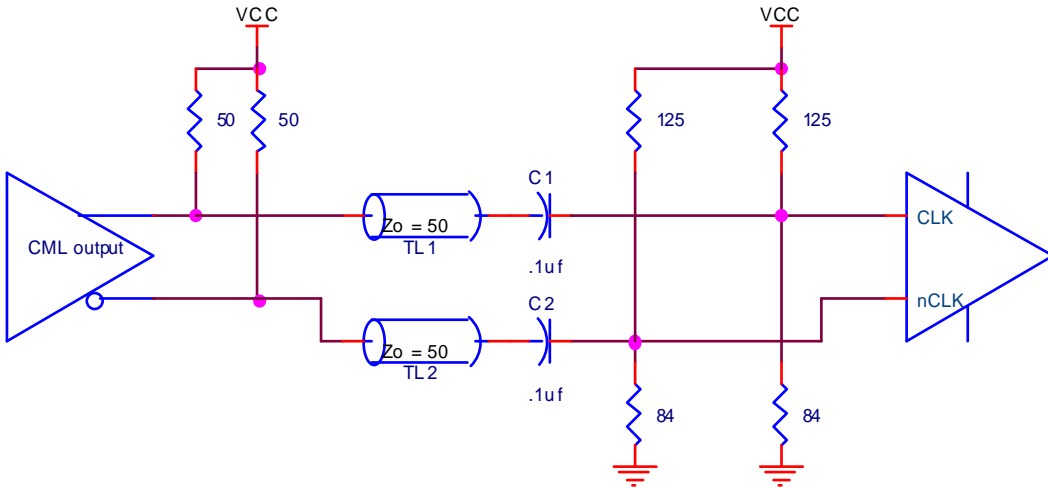 VCC
VCC
50
50
125
125
C1
CLK
Zo = 50
TL1
CML output
.1uf
nCLK
C2
Zo = 50
TL2
.1uf
84
84